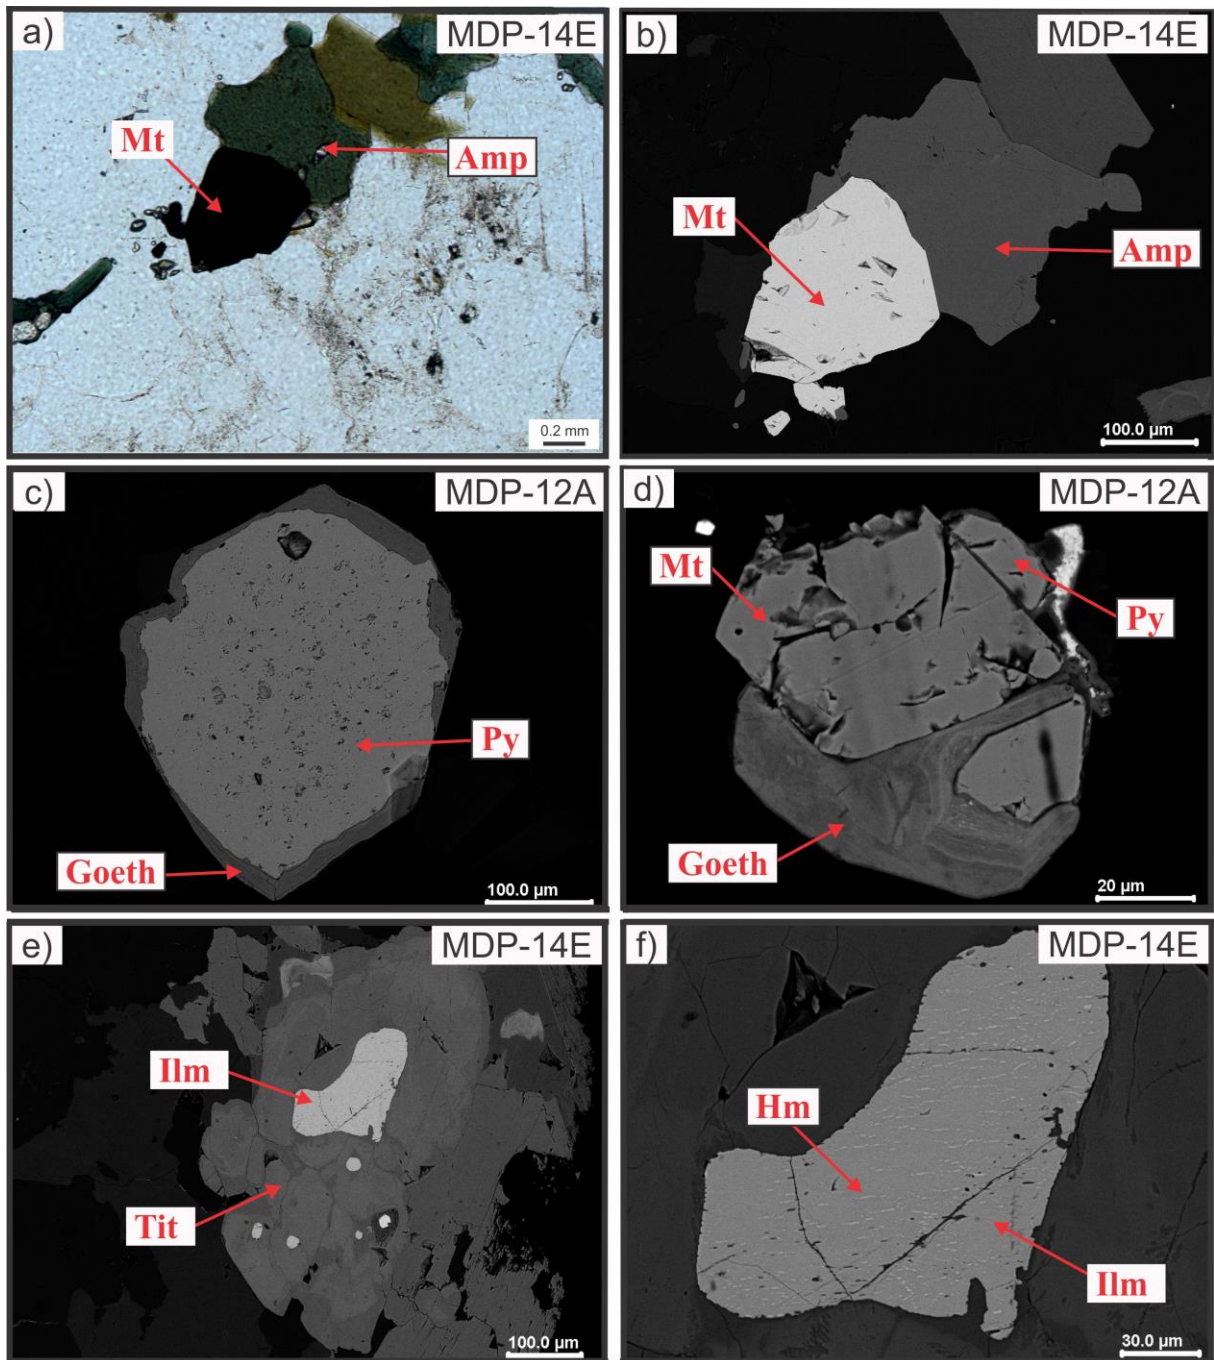 a) MDP-14E
Mt
Amp
0.2 mm
b) MDP-14E
Mt
Amp
100.0 µm
c) MDP-12A
Py
Goeth
100.0 µm
d) MDP-12A
Mt
Py
Goeth
20 µm
e) MDP-14E
Ilm
Tit
100.0 µm
f) MDP-14E
Hm
Ilm
30.0 µm